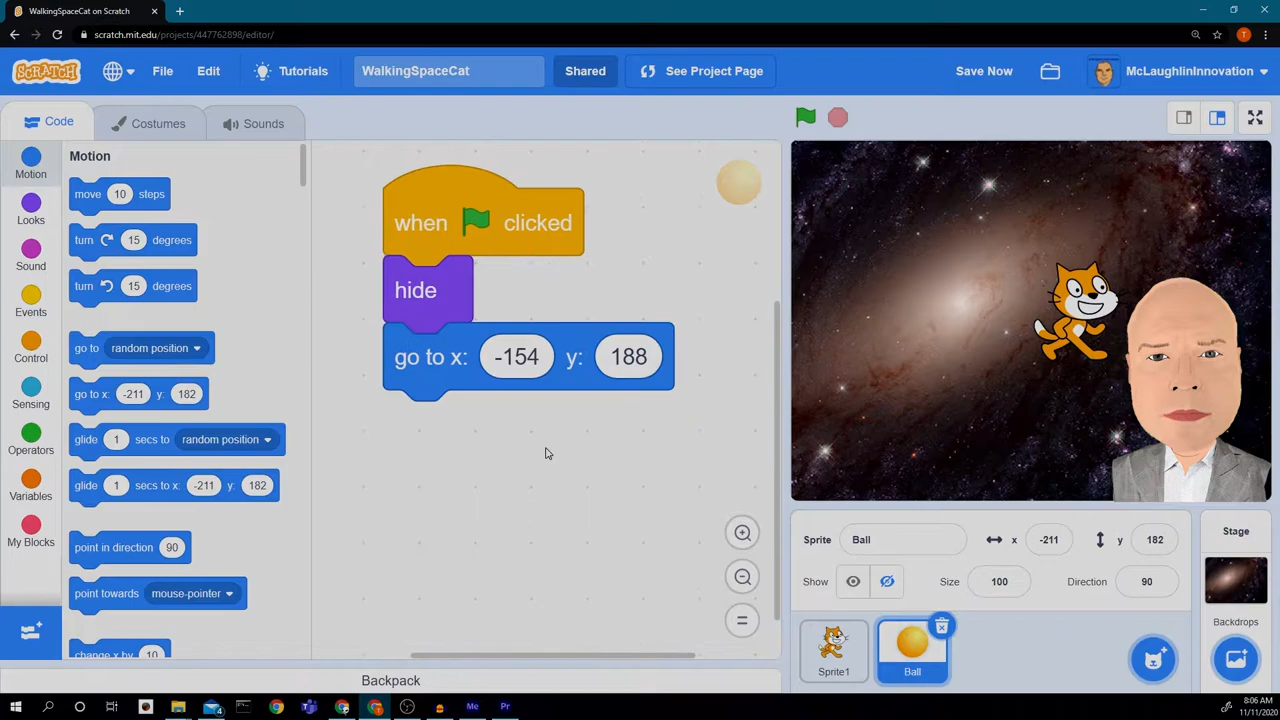 WalkingSpaceCat on Scratch
scratch.mit.edu/projects/447762898/editor/
SCRATCH
File
Edit
Tutorials
WalkingSpaceCat
Shared
See Project Page
Save Now
McLaughlinInnovation
Code
Costumes
Sounds
Motion
Looks
Sound
Events
Control
Sensing
Operators
Variables
My Blocks
Motion
move 10 steps
turn 15 degrees
turn 15 degrees
go to random position
go to x: -211 y: 182
glide 1 secs to random position
glide 1 secs to x: -211 y: 182
point in direction 90
point towards mouse-pointer
change x by 10
when clicked
hide
go to x: -154 y: 188
Sprite Ball x -211 y 182
Show Size 100 Direction 90
Sprite1
Ball
Stage
Backdrops
Backpack
8:06 AM
11/11/2020